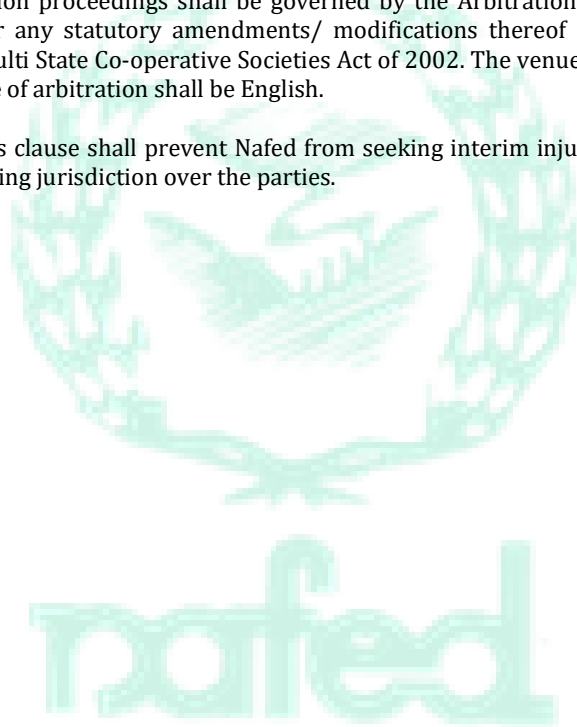 on proceedings shall be governed by the Arbitration
r any statutory amendments/ modifications thereof
ulti State Co-operative Societies Act of 2002. The venue
e of arbitration shall be English.
s clause shall prevent Nafed from seeking interim inju
ing jurisdiction over the parties.
nafed